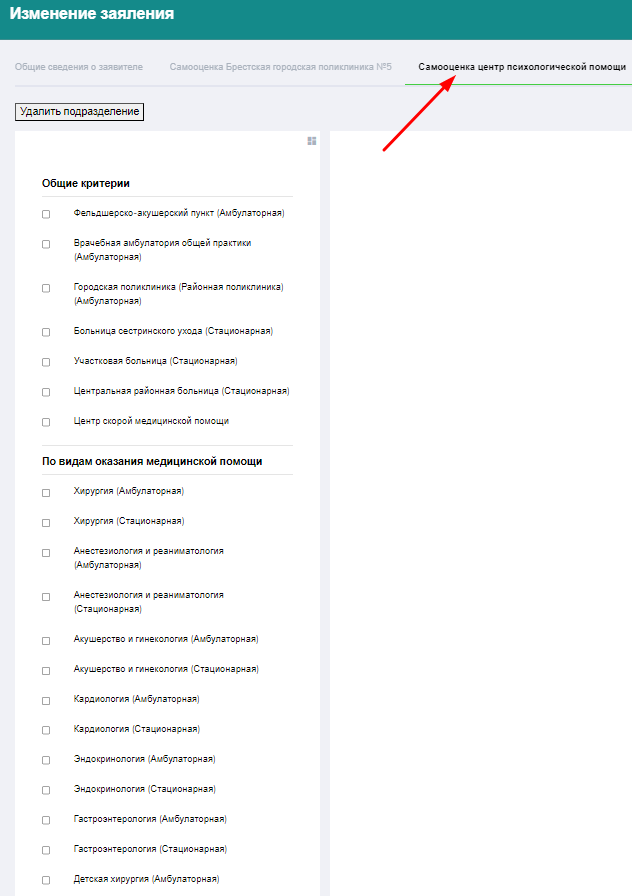 Изменение заяления
Общие сведения о заявителе
Самооценка Брестская городская поликлиника №5
Самооценка центр психологической помощи
Удалить подразделение
Общие критерии
Фельдшерско-акушерский пункт (Амбулаторная)
Врачебная амбулатория общей практики
(Амбулаторная)
Городская поликлиника (Районная поликлиника)
(Амбулаторная)
Больница сестринского ухода (Стационарная)
Участковая больница (Стационарная)
Центральная районная больница (Стационарная)
Центр скорой медицинской помощи
По видам оказания медицинской помощи
Хирургия (Амбулаторная)
Хирургия (Стационарная)
Анестезиология и реаниматология
(Амбулаторная)
Анестезиология и реаниматология
(Стационарная)
Акушерство и гинекология (Амбулаторная)
Акушерство и гинекология (Стационарная)
Кардиология (Амбулаторная)
Кардиология (Стационарная)
Эндокринология (Амбулаторная)
Эндокринология (Стационарная)
Гастроэнтерология (Амбулаторная)
Гастроэнтерология (Стационарная)
Детская хирургия (Амбулаторная)